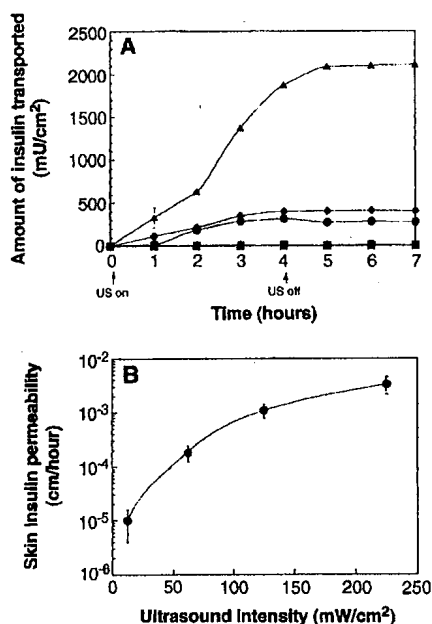 A
Amount of insulin transported
(mU/cm²)
2500
2000
1500
1000
500
0
0 1 2 3 4 5 6 7
US on
US off
Time (hours)
B
Skin insulin permeability
(cm/hour)
10⁻²
10⁻³
10⁻⁴
10⁻⁵
10⁻⁶
0 50 100 150 200 250
Ultrasound Intensity (mW/cm²)